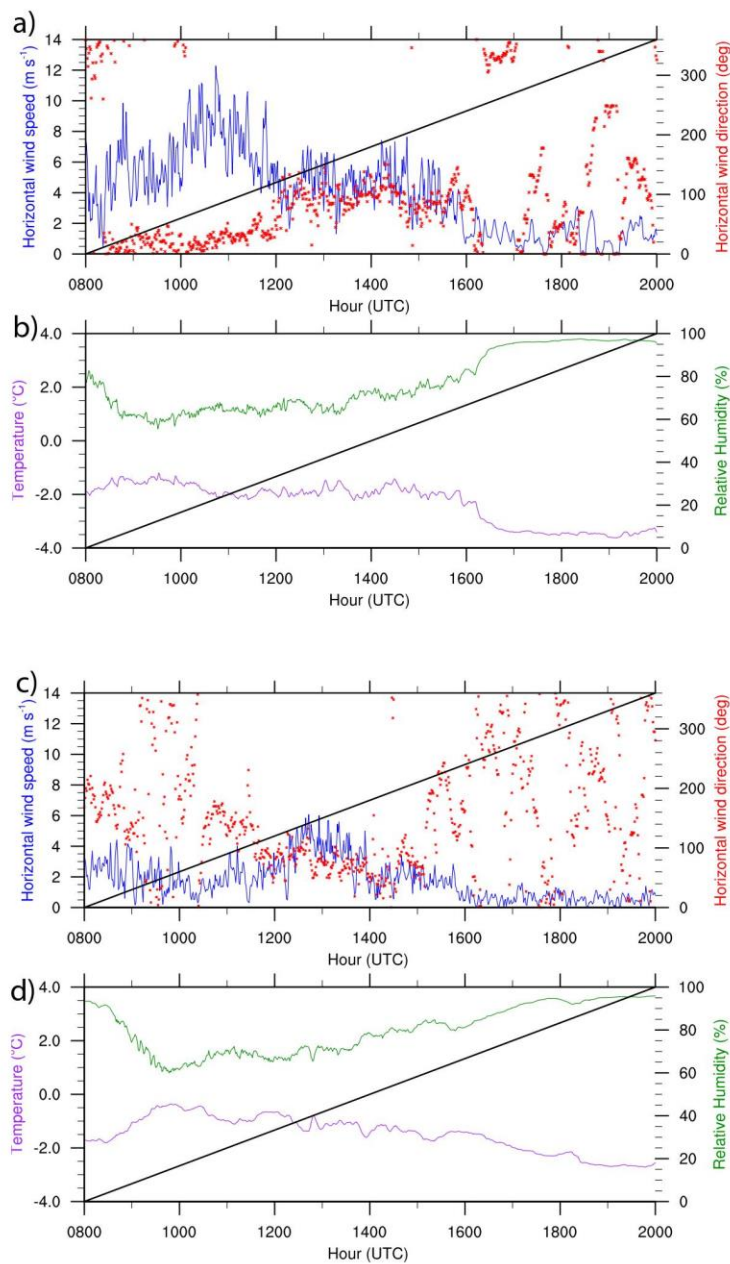 a)
14
12
10
8
6
4
2
0
Horizontal wind speed (m s⁻¹)
300
200
100
0
Horizontal wind direction (deg)
0800 1000 1200 1400 1600 1800 2000
Hour (UTC)
b)
4.0
2.0
0.0
-2.0
-4.0
Temperature (°C)
100
80
60
40
20
0
Relative Humidity (%)
0800 1000 1200 1400 1600 1800 2000
Hour (UTC)
c)
14
12
10
8
6
4
2
0
Horizontal wind speed (m s⁻¹)
300
200
100
0
Horizontal wind direction (deg)
0800 1000 1200 1400 1600 1800 2000
Hour (UTC)
d)
4.0
2.0
0.0
-2.0
-4.0
Temperature (°C)
100
80
60
40
20
0
Relative Humidity (%)
0800 1000 1200 1400 1600 1800 2000
Hour (UTC)